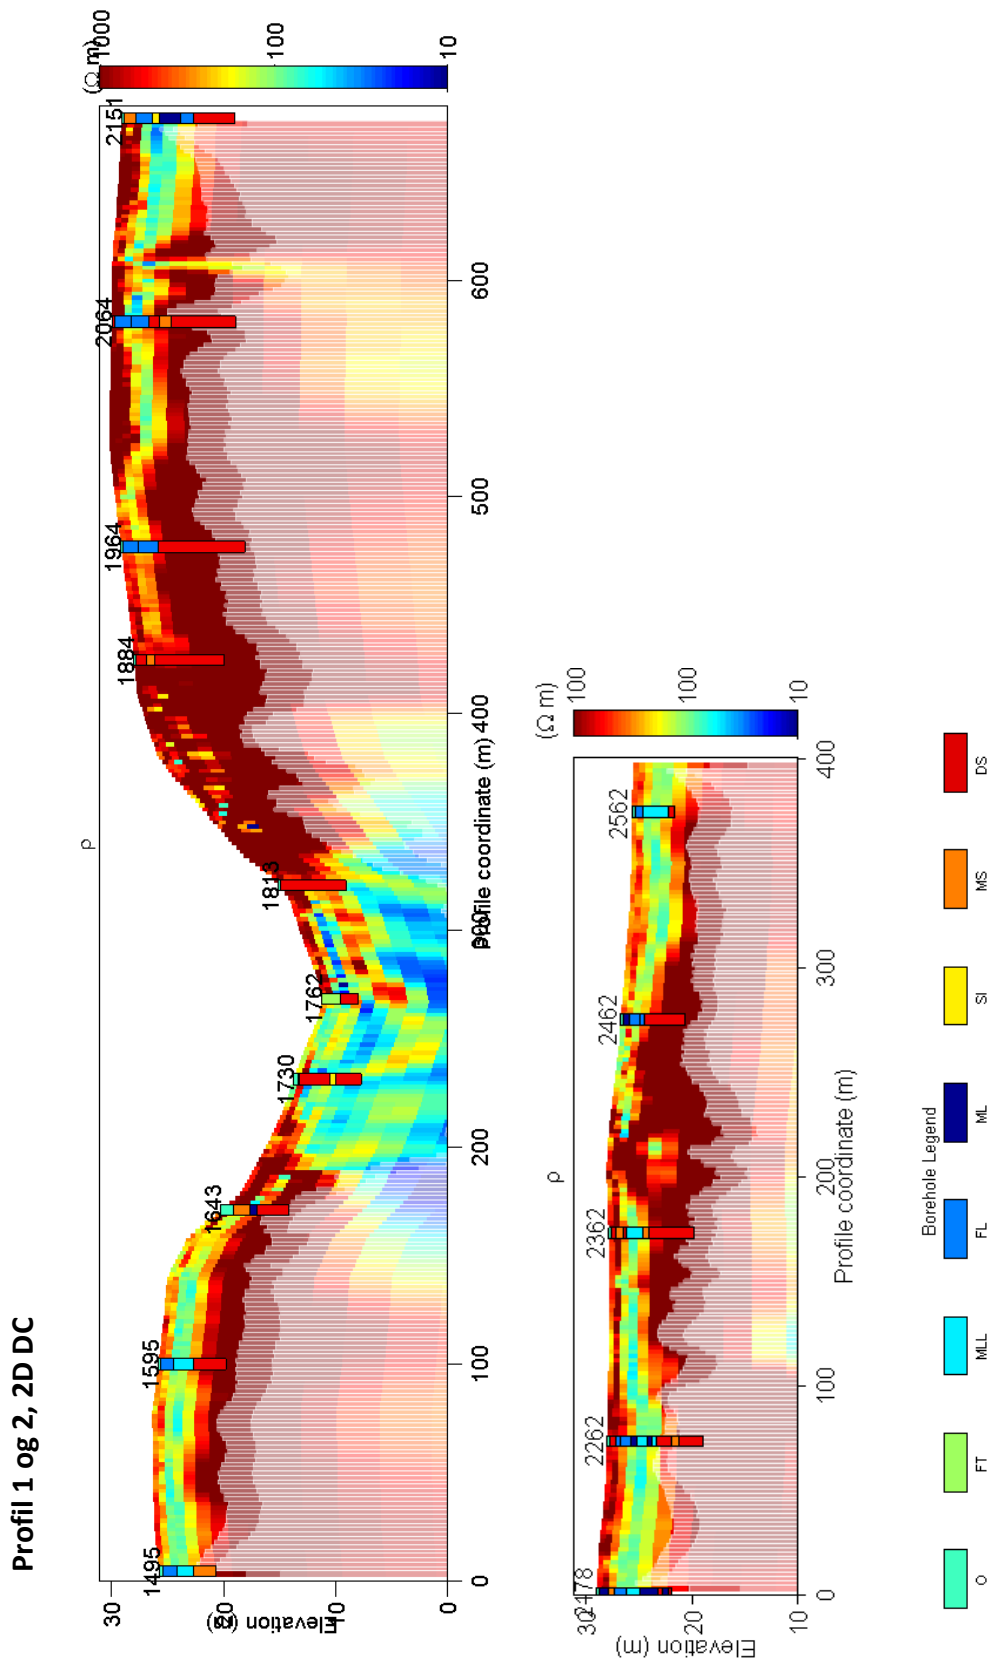 Profil 1 og 2, 2D DC
ρ
(Ω m)
1495 1595 1643 1730 1762 1813 1884 1964 2064 2151
30
20
10
0
Elevation (m)
1000
100
10
0 100 200 300 400 500 600
Profile coordinate (m)
ρ
(Ω m)
2478 2262 2362 2462 2562
30
20
10
Elevation (m)
100
100
10
0 100 200 300 400
Profile coordinate (m)
Borehole Legend
O FT MLL FL ML SI MS DS